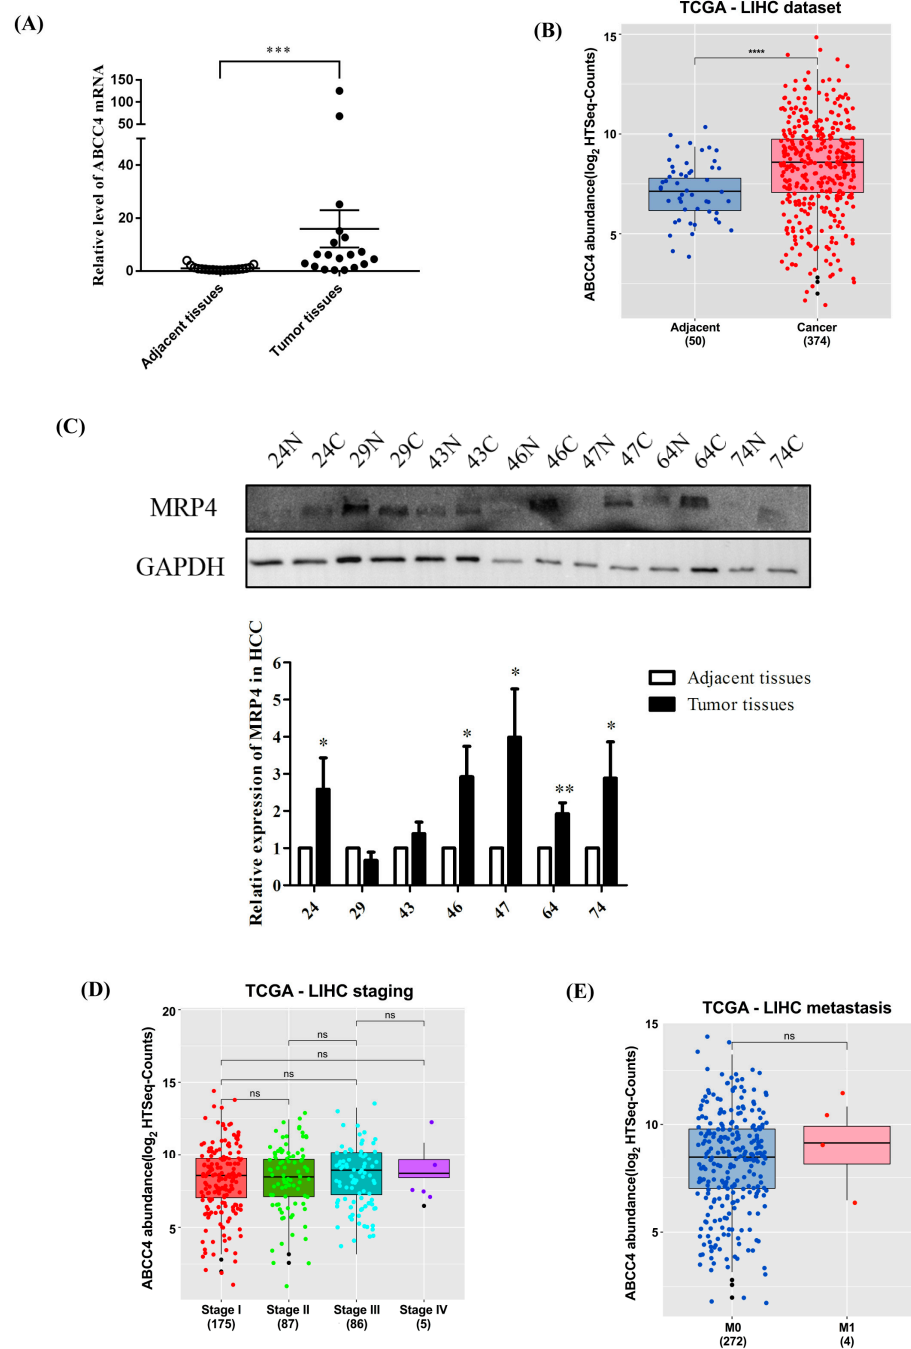 (A)
***
Relative level of ABCC4 mRNA
150
100
50
40
20
0
Adjacent tissues
Tumor tissues
TCGA - LIHC dataset
(B)
****
ABCC4 abundance(log2 HTSeq-Counts)
15
10
5
Adjacent
(50)
Cancer
(374)
(C)
24N
24C
29N
29C
43N
43C
46N
46C
47N
47C
64N
64C
74N
74C
MRP4
GAPDH
Relative expression of MRP4 in HCC
6
5
4
3
2
1
0
*
*
*
**
*
24
29
43
46
47
64
74
Adjacent tissues
Tumor tissues
(D)
TCGA - LIHC staging
ABCC4 abundance(log2 HTSeq-Counts)
20
15
10
5
ns
ns
ns
ns
ns
Stage I
(175)
Stage II
(87)
Stage III
(86)
Stage IV
(5)
(E)
TCGA - LIHC metastasis
ABCC4 abundance(log2 HTSeq-Counts)
15
10
5
ns
M0
(272)
M1
(4)